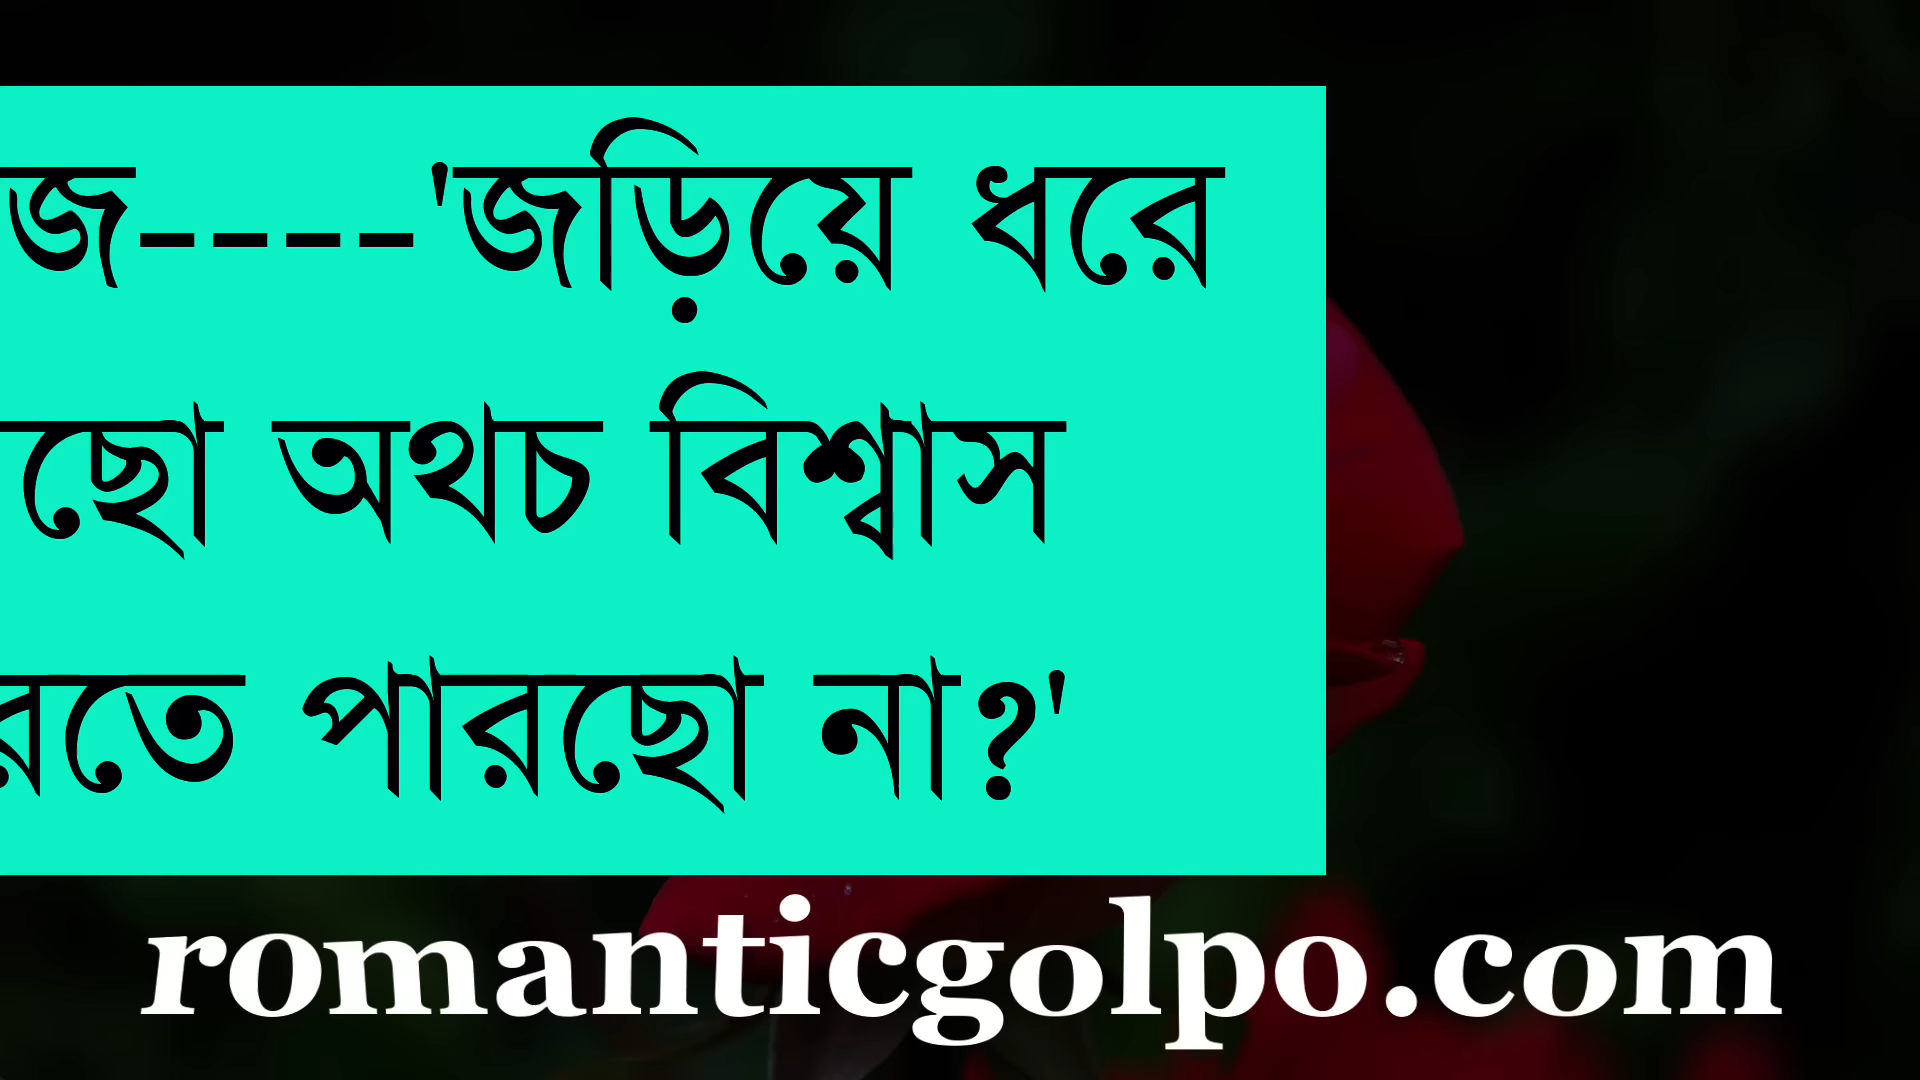 জ----'জড়িয়ে ধরে
ছো অথচ বিশ্বাস
রতে পারছো না?'
romanticgolpo.com